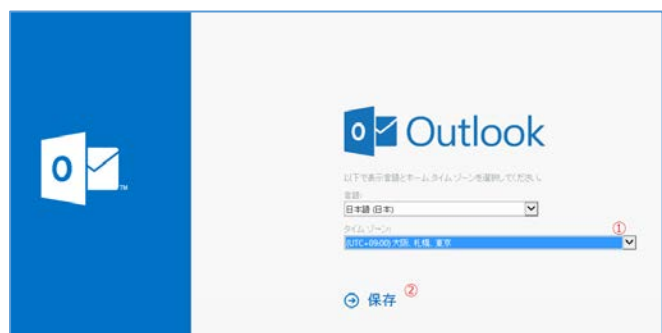 O
TM
O Outlook
以下で表示言語とホーム タイム ゾーンを選択してください。
言語:
日本語 (日本)
タイム ゾーン: ①
(UTC+09:00) 大阪、札幌、東京
保存 ②